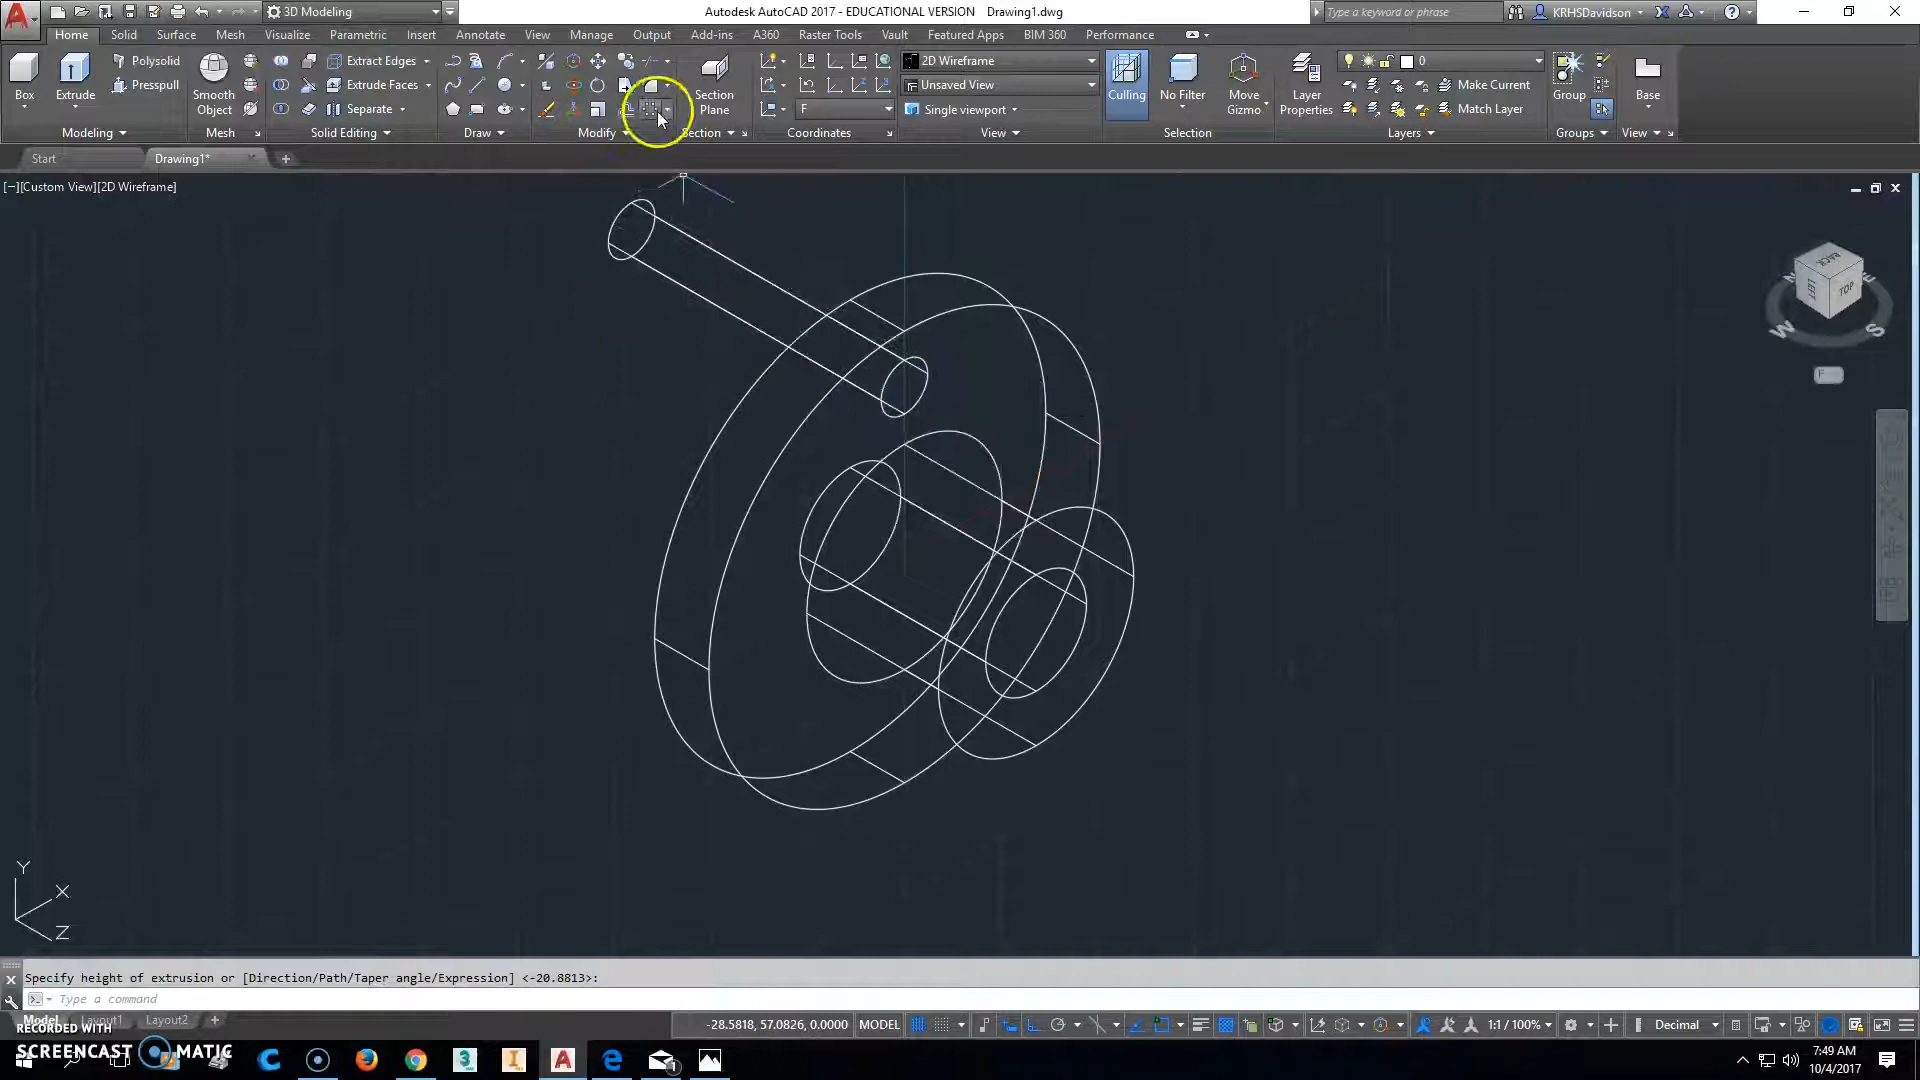 3D Modeling
Autodesk AutoCAD 2017 - EDUCATIONAL VERSION Drawing1.dwg
Type a keyword or phrase
KRHSDavidson
Home Solid Surface Mesh Visualize Parametric Insert Annotate View Manage Output Add-ins A360 Raster Tools Vault Featured Apps BIM 360 Performance
Box
Extrude
Polysolid
Presspull
Smooth
Object
Extract Edges
Extrude Faces
Separate
Section
Plane
F
2D Wireframe
Unsaved View
Single viewport
Culling
No Filter
Move
Gizmo
Layer
Properties
0
Make Current
Match Layer
Group
Base
Modeling
Mesh
Solid Editing
Draw
Modify
Section
Coordinates
View
Selection
Layers
Groups
View
Start
Drawing1*
[−][Custom View][2D Wireframe]
BACK
LEFT
TOP
N
E
W
S
F
Y
X
Z
Specify height of extrusion or [Direction/Path/Taper angle/Expression] <-20.8813>:
Type a command
Model Layout1 Layout2
-28.5818, 57.0826, 0.0000 MODEL
1:1 / 100%
Decimal
RECORDED WITH
SCREENCAST MATIC
7:49 AM
10/4/2017